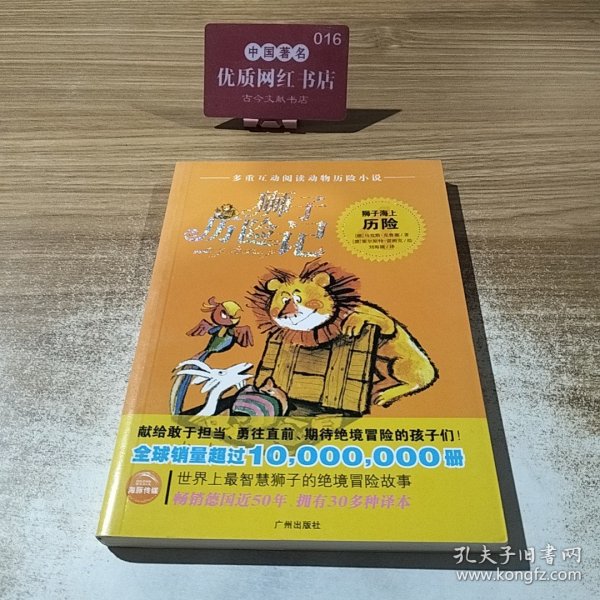 016
中国著名
优质网红书店
古今文献书店
多重互动阅读动物历险小说
狮子
历险记
狮子海上
历险
献给敢于担当、勇往直前、期待绝境冒险的孩子们！
全球销量超过10,000,000册
海豚传媒
世界上最智慧狮子的绝境冒险故事
畅销德国近50年、拥有30多种译本
广州出版社
孔夫子旧书网
www.kongfz.com